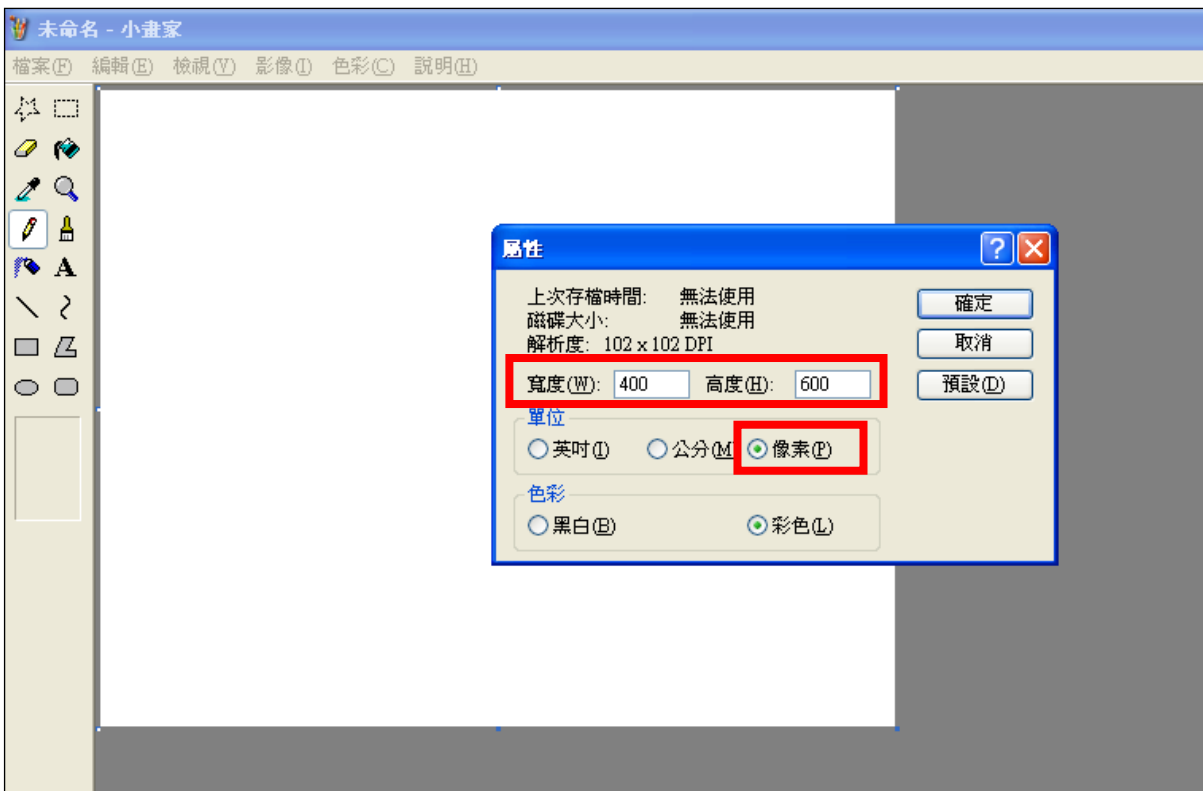 未命名 - 小畫家
檔案(F) 編輯(E) 檢視(V) 影像(I) 色彩(C) 說明(H)
A
屬性
上次存檔時間: 無法使用
磁碟大小: 無法使用
解析度: 102 x 102 DPI
寬度(W): 400 高度(H): 600
單位
英吋(I) 公分(M 像素(P)
色彩
黑白(B) 彩色(L)
確定
取消
預設(D)